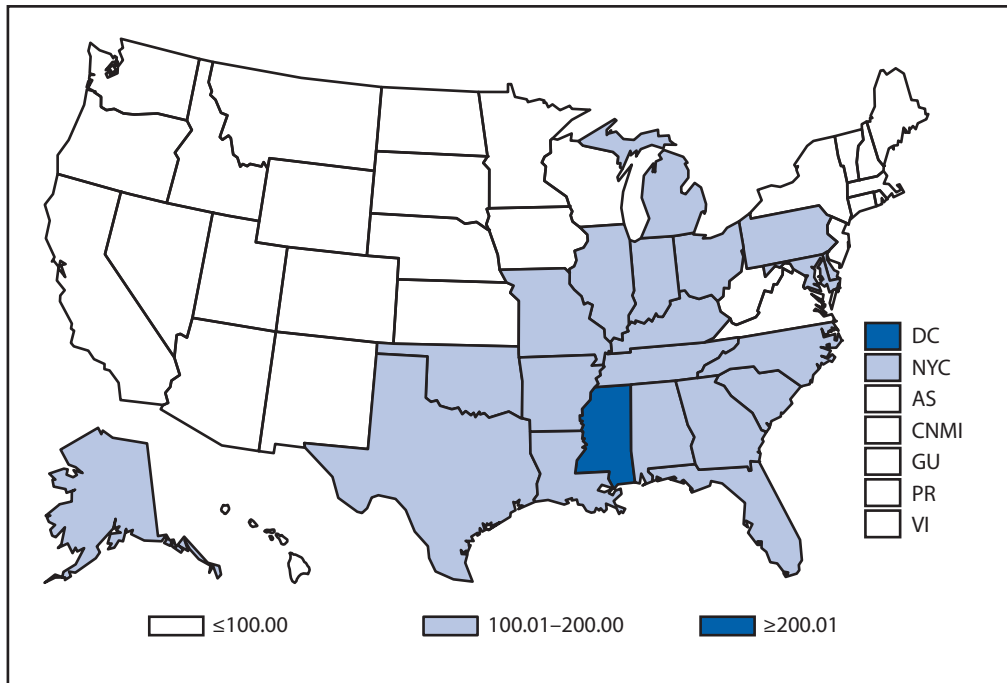 DC
NYC
AS
CNMI
GU
PR
VI
≤100.00
100.01–200.00
≥200.01